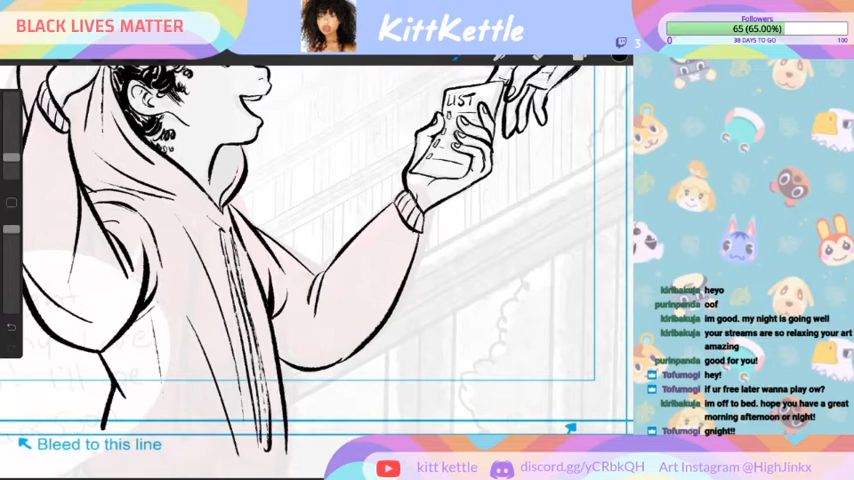 BLACK LIVES MATTER
KittKettle
3
Followers
65 (65.00%)
0
38 DAYS TO GO
100
LIST
kiribakuja heyo
purinpanda oof
kiribakuja im good. my night is going well
kiribakuja your streams are so relaxing your art
amazing
purinpanda good for you!
Tofumogi hey!
Tofumogi if ur free later wanna play ow?
kiribakuja im off to bed. hope you have a great
morning afternoon or night!
Tofumogi gnight!!
Bleed to this line
kitt kettle
discord.gg/yCRbkQH
Art Instagram @HighJinkx